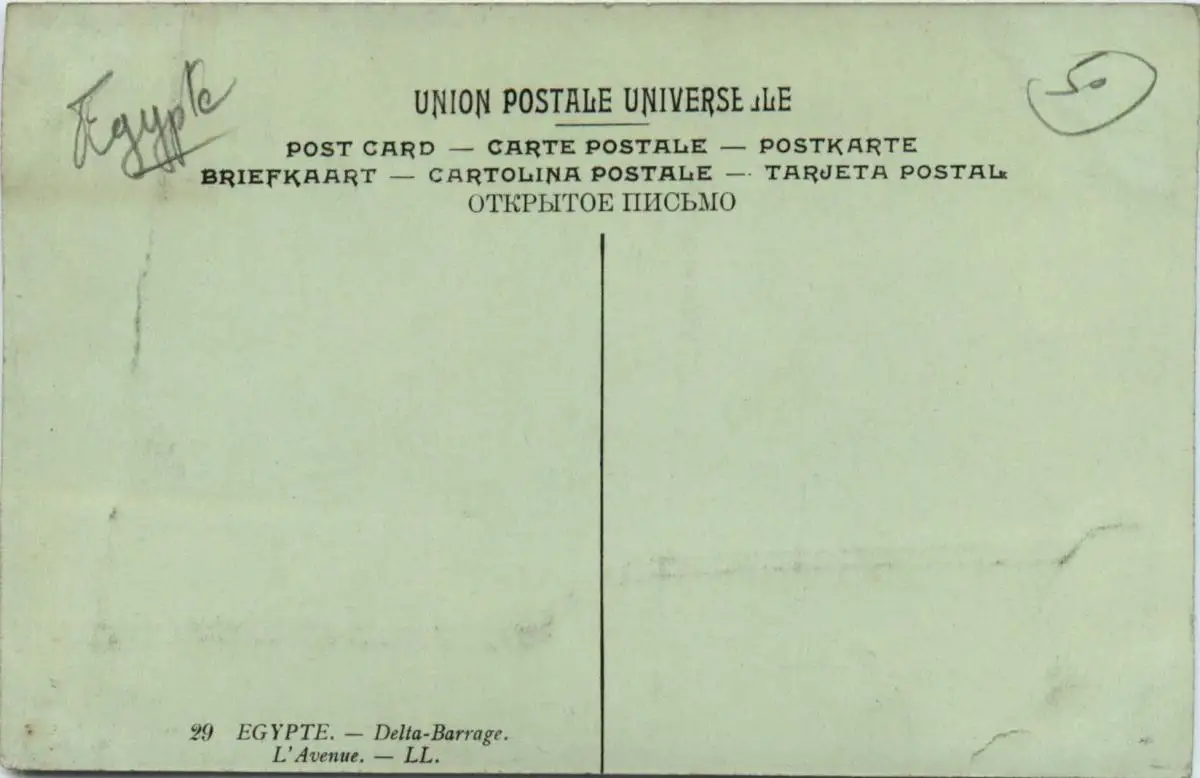 Egypte
50
UNION POSTALE UNIVERSELLE
POST CARD — CARTE POSTALE — POSTKARTE
BRIEFKAART — CARTOLINA POSTALE — TARJETA POSTAL
ОТКРЫТОЕ ПИСЬМО
29 EGYPTE. — Delta-Barrage.
L'Avenue. — LL.